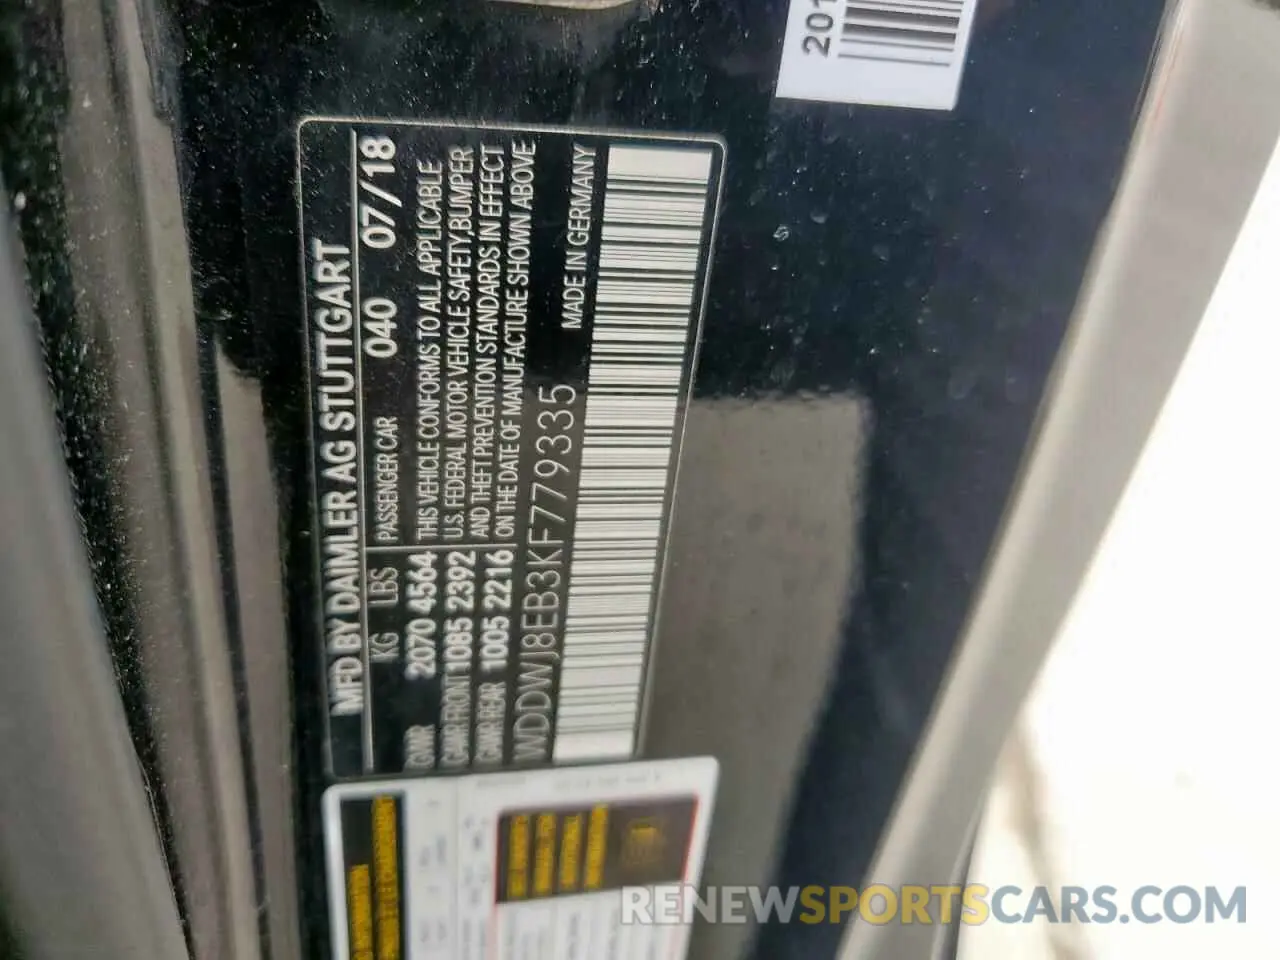 201
MFD BY DAIMLER AG STUTTGART
KG LBS PASSENGER CAR 040 07/18
GWR 2070 4564 THIS VEHICLE CONFORMS TO ALL APPLICABLE
GAWR FRONT 1085 2392 U.S. FEDERAL MOTOR VEHICLE SAFETY, BUMPER
GAWR REAR 1005 2216 AND THEFT PREVENTION STANDARDS IN EFFECT
ON THE DATE OF MANUFACTURE SHOWN ABOVE
WDDWJ8EB3KF779335 MADE IN GERMANY
RENEWSPORTSCARS.COM